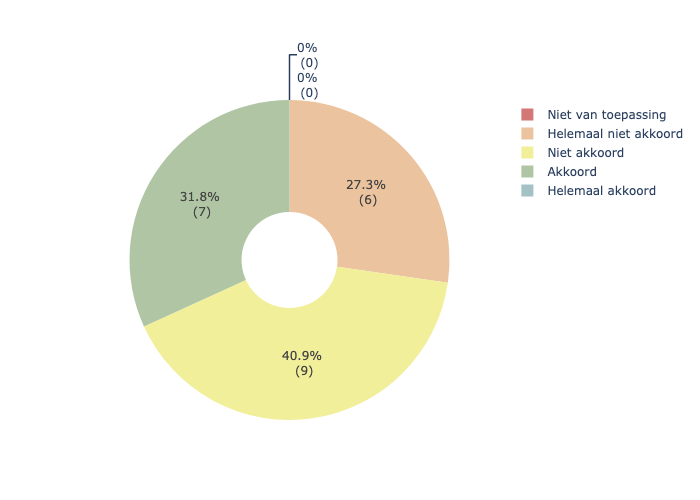 0%
(0)
0%
(0)
27.3%
(6)
31.8%
(7)
40.9%
(9)
Niet van toepassing
Helemaal niet akkoord
Niet akkoord
Akkoord
Helemaal akkoord